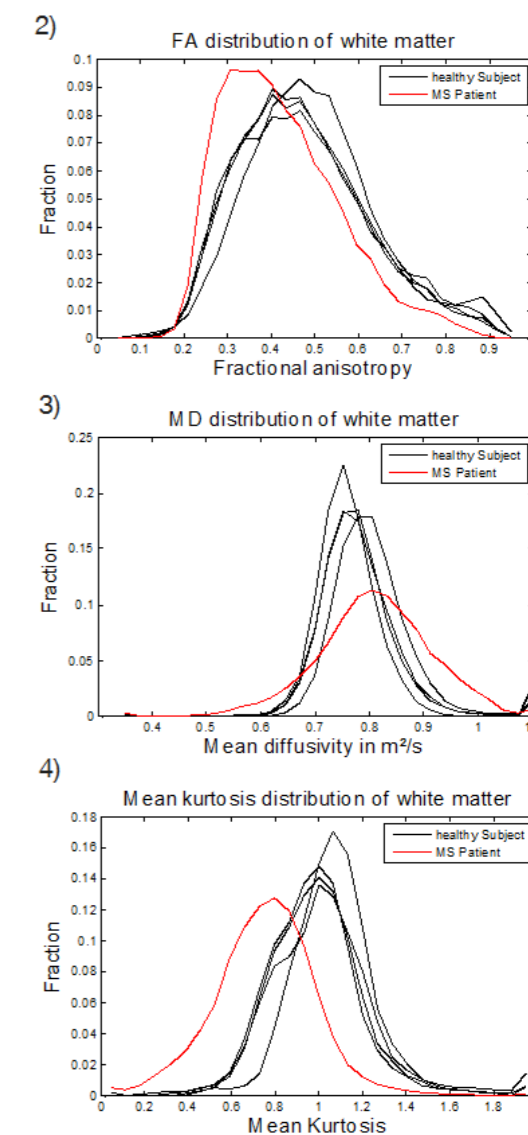 2)
FA distribution of white matter
0.1
0.09
0.08
0.07
0.06
0.05
0.04
0.03
0.02
0.01
0
Fraction
healthy Subject
MS Patient
0 0.1 0.2 0.3 0.4 0.5 0.6 0.7 0.8 0.9
Fractional anisotropy
3)
MD distribution of white matter
0.25
0.2
0.15
0.1
0.05
0
Fraction
healthy Subject
MS Patient
0.4 0.5 0.6 0.7 0.8 0.9 1
Mean diffusivity in m²/s
4)
Mean kurtosis distribution of white matter
0.18
0.16
0.14
0.12
0.1
0.08
0.06
0.04
0.02
0
Fraction
healthy Subject
MS Patient
0 0.2 0.4 0.6 0.8 1 1.2 1.4 1.6 1.8
Mean Kurtosis